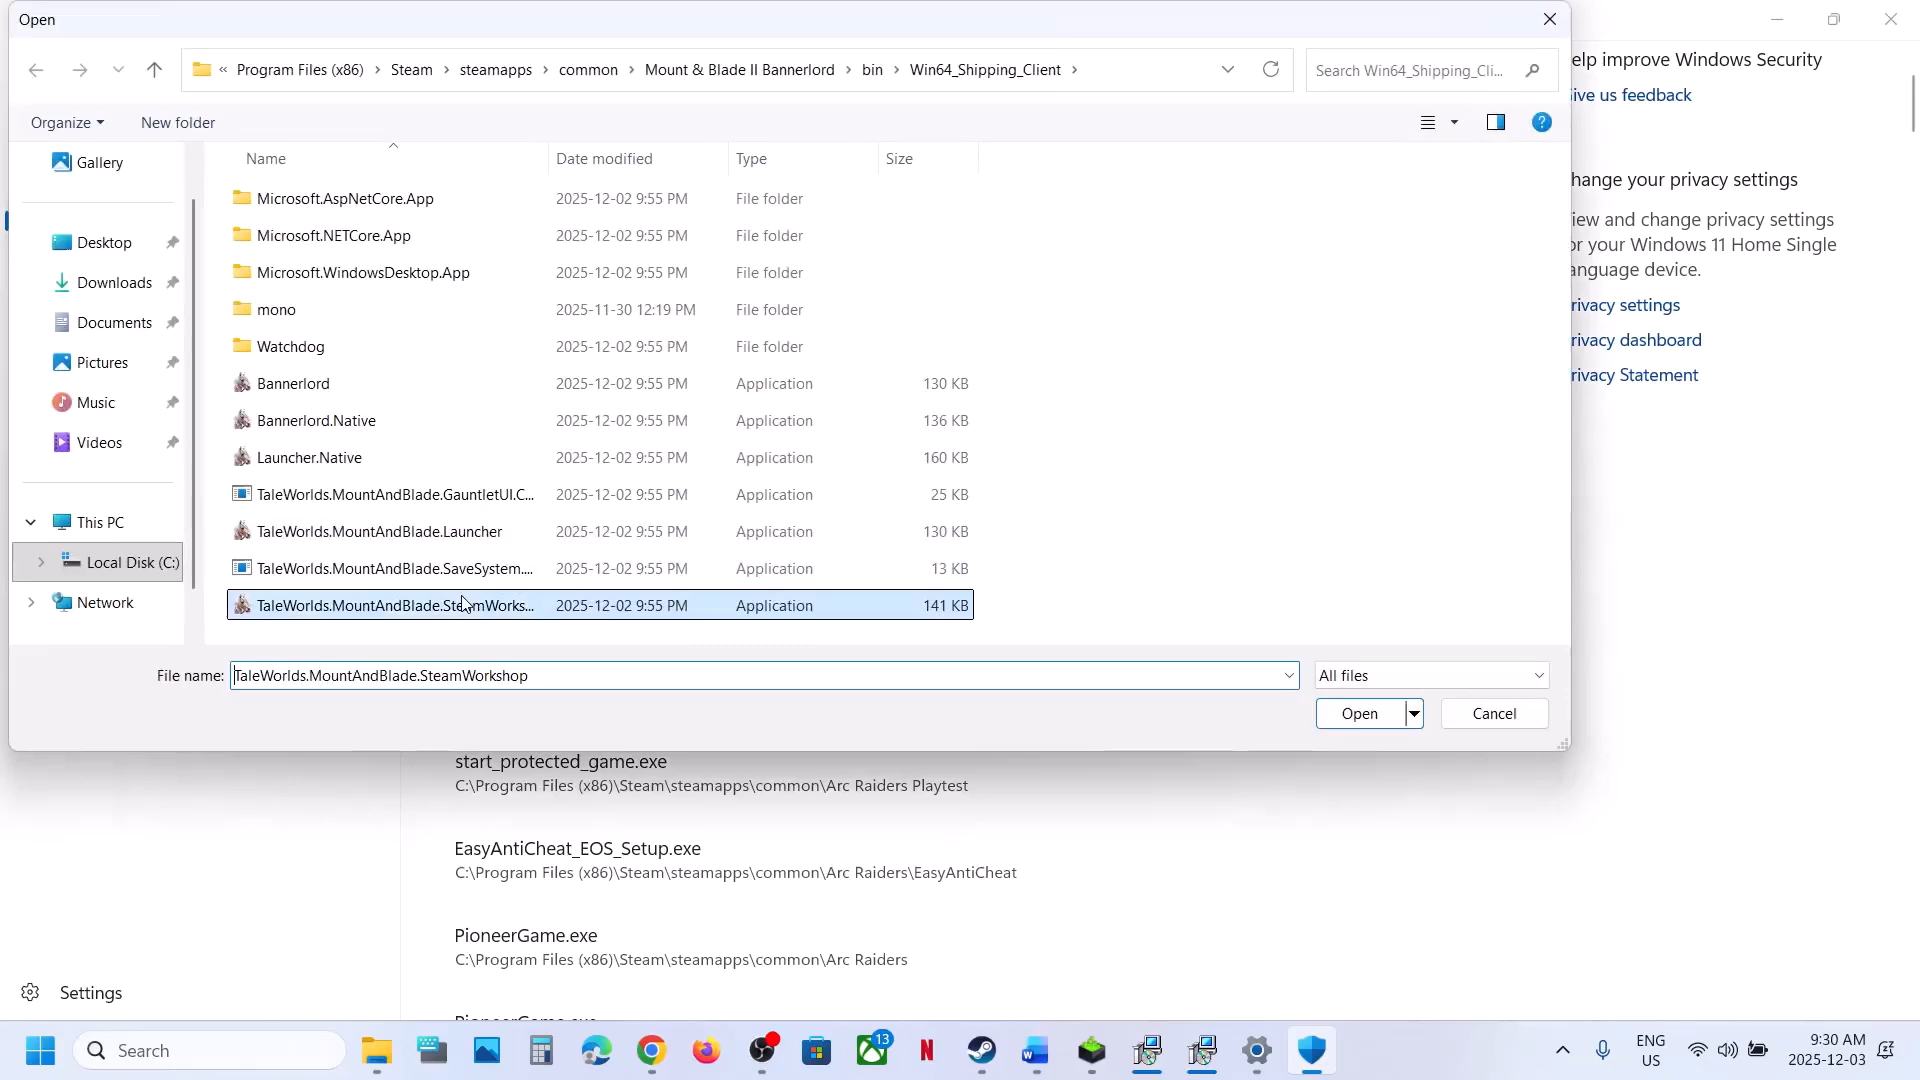 Open
« Program Files (x86) › Steam › steamapps › common › Mount & Blade II Bannerlord › bin › Win64_Shipping_Client ›
Search Win64_Shipping_Cli...
elp improve Windows Security
ive us feedback
Organize
New folder
?
Gallery
Desktop
Downloads
Documents
Pictures
Music
Videos
This PC
Local Disk (C:)
Network
Name Date modified Type Size
Microsoft.AspNetCore.App 2025-12-02 9:55 PM File folder
Microsoft.NETCore.App 2025-12-02 9:55 PM File folder
Microsoft.WindowsDesktop.App 2025-12-02 9:55 PM File folder
mono 2025-11-30 12:19 PM File folder
Watchdog 2025-12-02 9:55 PM File folder
Bannerlord 2025-12-02 9:55 PM Application 130 KB
Bannerlord.Native 2025-12-02 9:55 PM Application 136 KB
Launcher.Native 2025-12-02 9:55 PM Application 160 KB
TaleWorlds.MountAndBlade.GauntletUI.C... 2025-12-02 9:55 PM Application 25 KB
TaleWorlds.MountAndBlade.Launcher 2025-12-02 9:55 PM Application 130 KB
TaleWorlds.MountAndBlade.SaveSystem.... 2025-12-02 9:55 PM Application 13 KB
TaleWorlds.MountAndBlade.SteamWorks... 2025-12-02 9:55 PM Application 141 KB
hange your privacy settings
iew and change privacy settings
or your Windows 11 Home Single
anguage device.
rivacy settings
rivacy dashboard
rivacy Statement
File name: TaleWorlds.MountAndBlade.SteamWorkshop
All files
Open
Cancel
start_protected_game.exe
C:\Program Files (x86)\Steam\steamapps\common\Arc Raiders Playtest
EasyAntiCheat_EOS_Setup.exe
C:\Program Files (x86)\Steam\steamapps\common\Arc Raiders\EasyAntiCheat
PioneerGame.exe
C:\Program Files (x86)\Steam\steamapps\common\Arc Raiders
PioneerGame.exe
Settings
Search
13
ENG
US
9:30 AM
2025-12-03